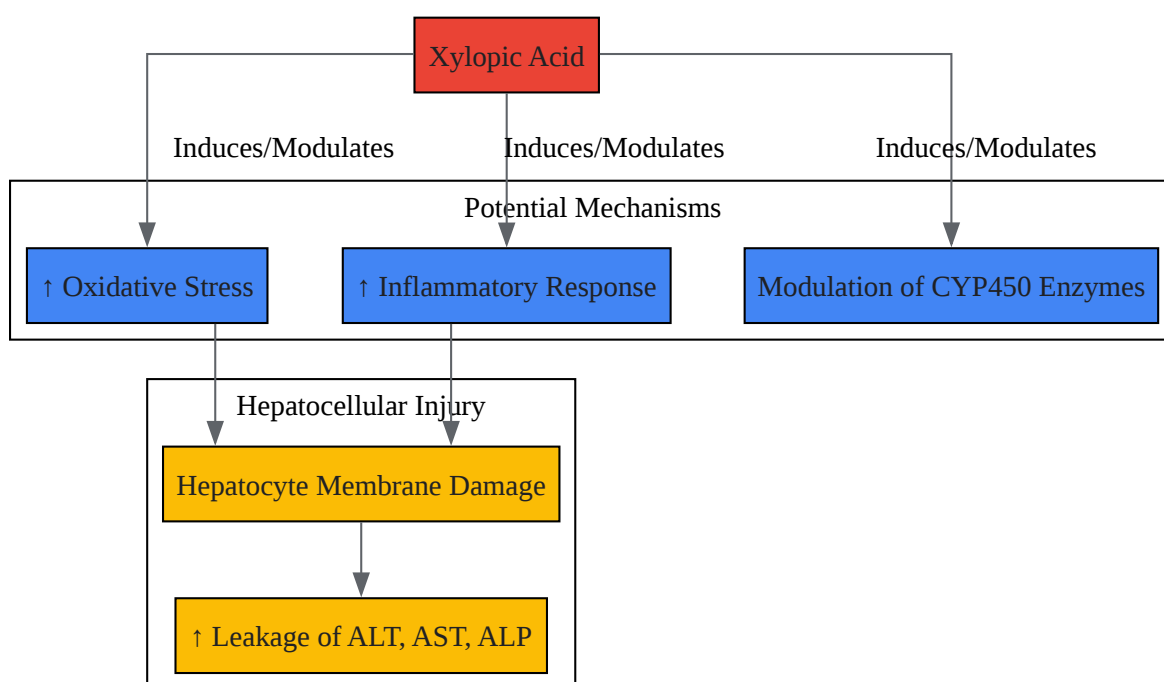 Xylopic Acid
Induces/Modulates
Induces/Modulates
Induces/Modulates
Potential Mechanisms
↑ Oxidative Stress
↑ Inflammatory Response
Modulation of CYP450 Enzymes
Hepatocellular Injury
Hepatocyte Membrane Damage
↑ Leakage of ALT, AST, ALP